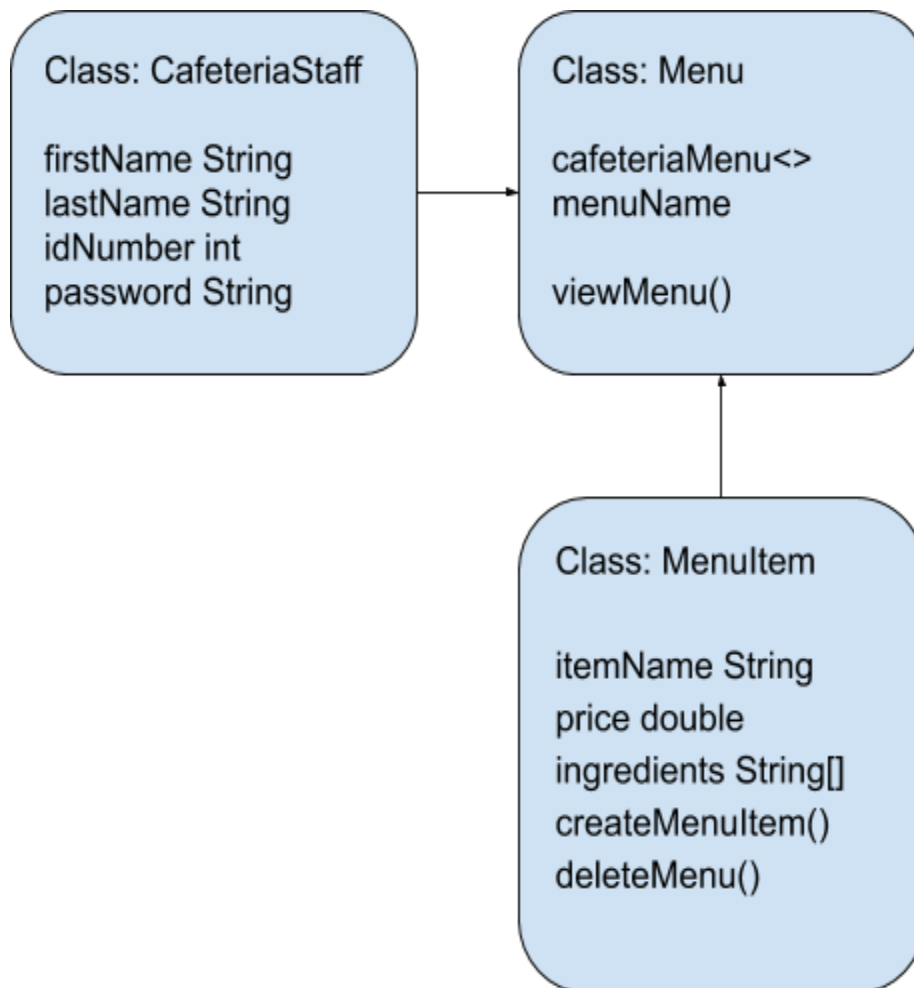 Class: CafeteriaStaff
firstName String
lastName String
idNumber int
password String
Class: Menu
cafeteriaMenu<>
menuName
viewMenu()
Class: MenuItem
itemName String
price double
ingredients String[]
createMenuItem()
deleteMenu()